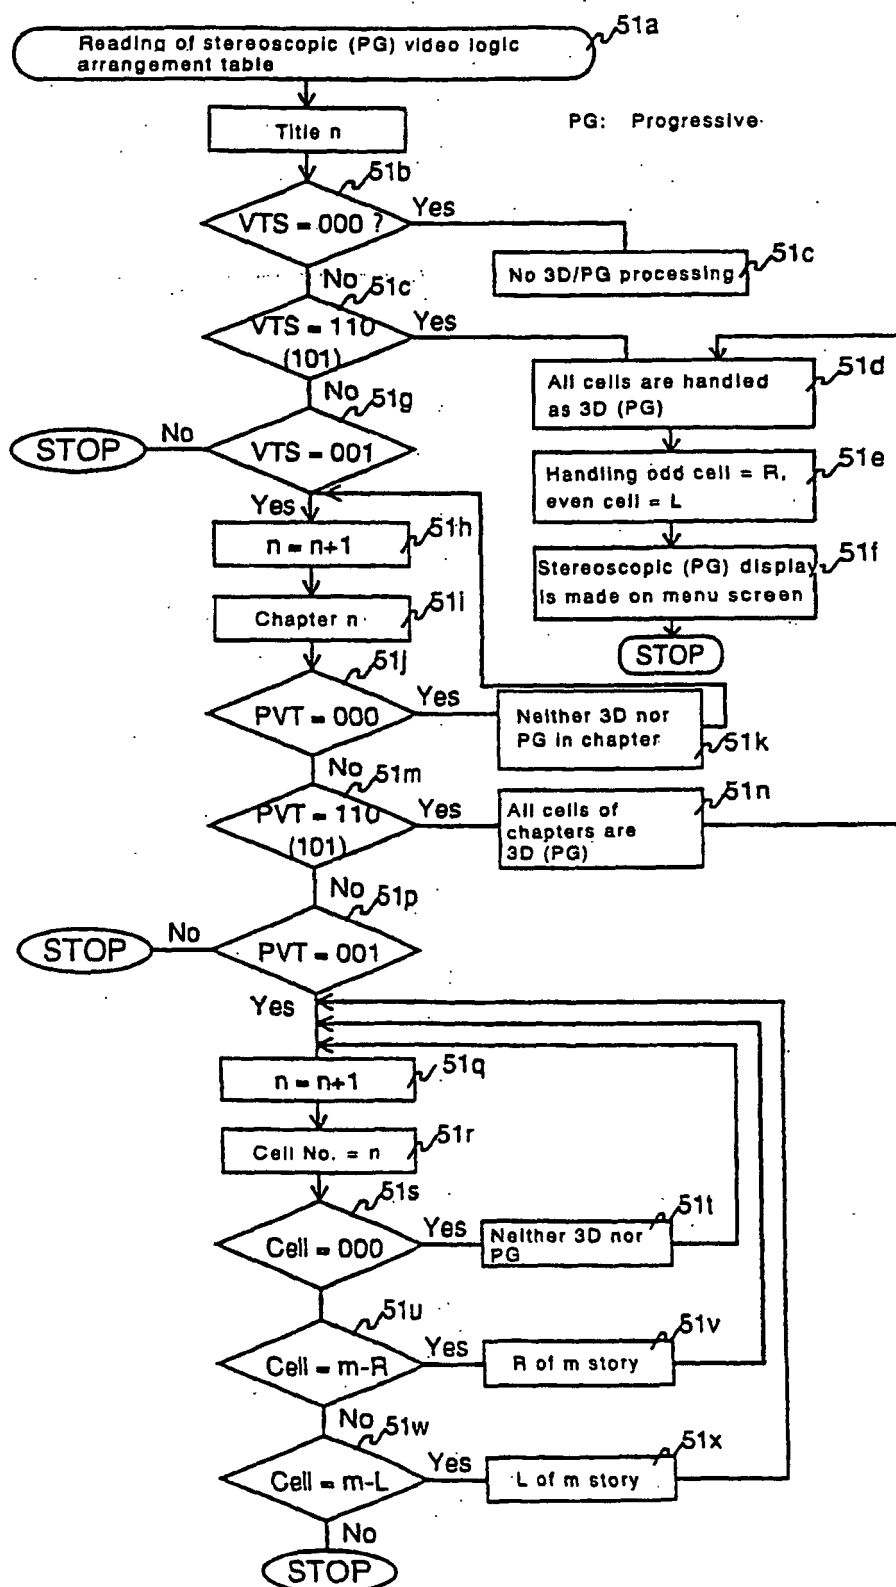 51a
Reading of stereoscopic (PG) video logic
arrangement table
Title n
PG: Progressive
51b
VTS = 000 ?
Yes
51c
No 3D/PG processing
No
51c
VTS = 110
(101)
Yes
51d
All cells are handled
as 3D (PG)
No
51g
STOP
No
VTS = 001
51e
Handling odd cell = R,
even cell = L
Yes
51h
n = n+1
51f
Stereoscopic (PG) display
is made on menu screen
51i
Chapter n
STOP
51j
PVT = 000
Yes
Neither 3D nor
PG in chapter
51k
No
51m
PVT = 110
(101)
Yes
51n
All cells of
chapters are
3D (PG)
No
51p
STOP
No
PVT = 001
Yes
51q
n = n+1
51r
Cell No. = n
51s
Cell = 000
Yes
51t
Neither 3D nor
PG
51u
Cell = m-R
Yes
51v
R of m story
No
51w
Cell = m-L
Yes
51x
L of m story
No
STOP